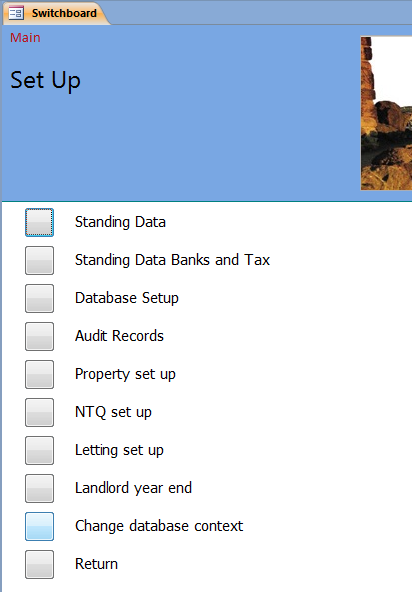 Switchboard
Main
Set Up
Standing Data
Standing Data Banks and Tax
Database Setup
Audit Records
Property set up
NTQ set up
Letting set up
Landlord year end
Change database context
Return